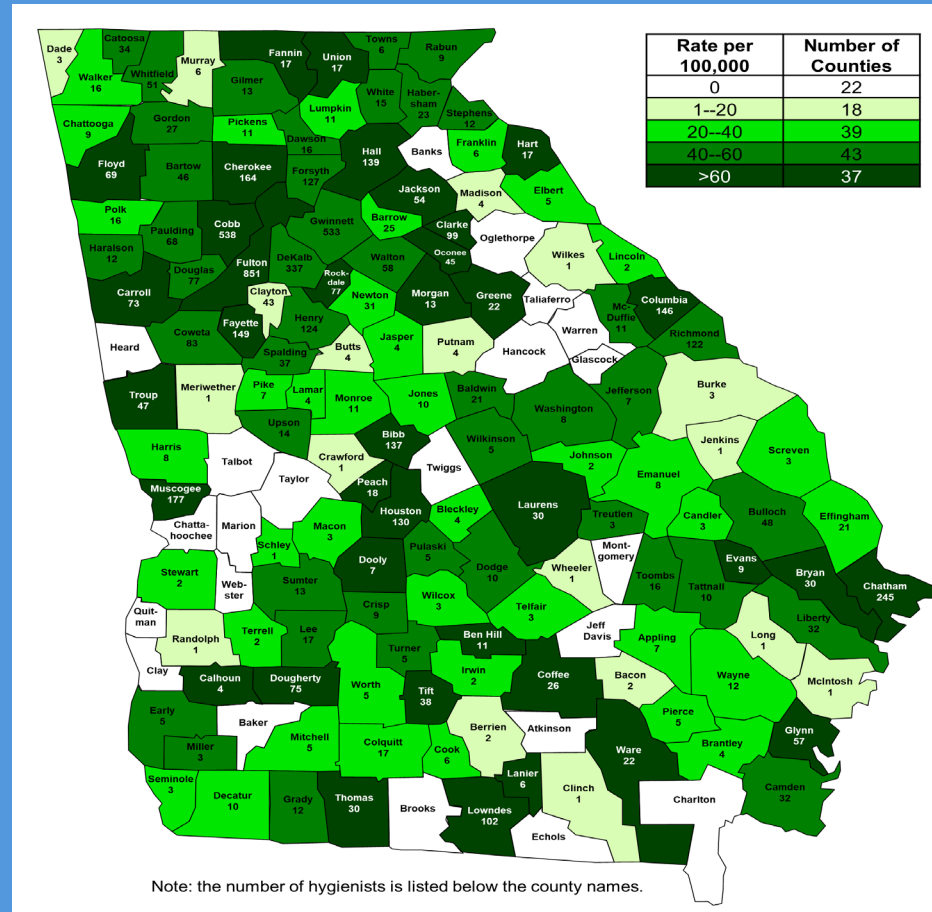 Rate per
100,000
Number of
Counties
0 22
1--20 18
20--40 39
40--60 43
>60 37
Dade
3
Catoosa
34
Walker
16
Whitfield
51
Murray
6
Fannin
17
Gilmer
13
Union
17
Towns
6
Rabun
9
White
15
Haber-
sham
23
Lumpkin
11
Stephens
12
Chattooga
9
Gordon
27
Pickens
11
Dawson
16
Hall
139
Banks
Franklin
6
Hart
17
Floyd
69
Bartow
46
Cherokee
164
Forsyth
127
Jackson
54
Madison
4
Elbert
5
Polk
16
Paulding
68
Cobb
538
Gwinnett
533
Barrow
25
Clarke
99
Oconee
45
Oglethorpe
Wilkes
1
Lincoln
2
Haralson
12
Douglas
77
Fulton
851
DeKalb
337
Rock-
dale
77
Walton
58
Newton
31
Morgan
13
Greene
22
Taliaferro
Mc-
Duffie
11
Columbia
146
Richmond
122
Warren
Glascock
Hancock
Carroll
73
Clayton
43
Fayette
149
Henry
124
Heard
Coweta
83
Spalding
37
Butts
4
Jasper
4
Putnam
4
Troup
47
Meriwether
1
Pike
7
Lamar
4
Monroe
11
Jones
10
Baldwin
21
Washington
8
Jefferson
7
Burke
3
Upson
14
Bibb
137
Wilkinson
5
Johnson
2
Jenkins
1
Screven
3
Harris
8
Talbot
Taylor
Crawford
1
Peach
18
Twiggs
Emanuel
8
Muscogee
177
Chatta-
hoochee
Marion
Schley
1
Macon
3
Houston
130
Bleckley
4
Laurens
30
Treutlen
3
Candler
3
Bulloch
48
Effingham
21
Stewart
2
Web-
ster
Sumter
13
Dooly
7
Pulaski
5
Dodge
10
Wheeler
1
Mont-
gomery
Toombs
16
Tattnall
10
Evans
9
Bryan
30
Chatham
245
Quit-
man
Randolph
1
Terrell
2
Lee
17
Crisp
9
Wilcox
3
Telfair
3
Jeff
Davis
Appling
7
Long
1
Liberty
32
Clay
Calhoun
4
Dougherty
75
Worth
5
Turner
5
Ben Hill
11
Irwin
2
Coffee
26
Bacon
2
Wayne
12
McIntosh
1
Early
5
Miller
3
Baker
Mitchell
5
Tift
38
Berrien
2
Atkinson
Pierce
5
Ware
22
Brantley
4
Glynn
57
Seminole
3
Decatur
10
Grady
12
Thomas
30
Colquitt
17
Cook
6
Brooks
Lanier
6
Lowndes
102
Clinch
1
Echols
Charlton
Camden
32
Note: the number of hygienists is listed below the county names.